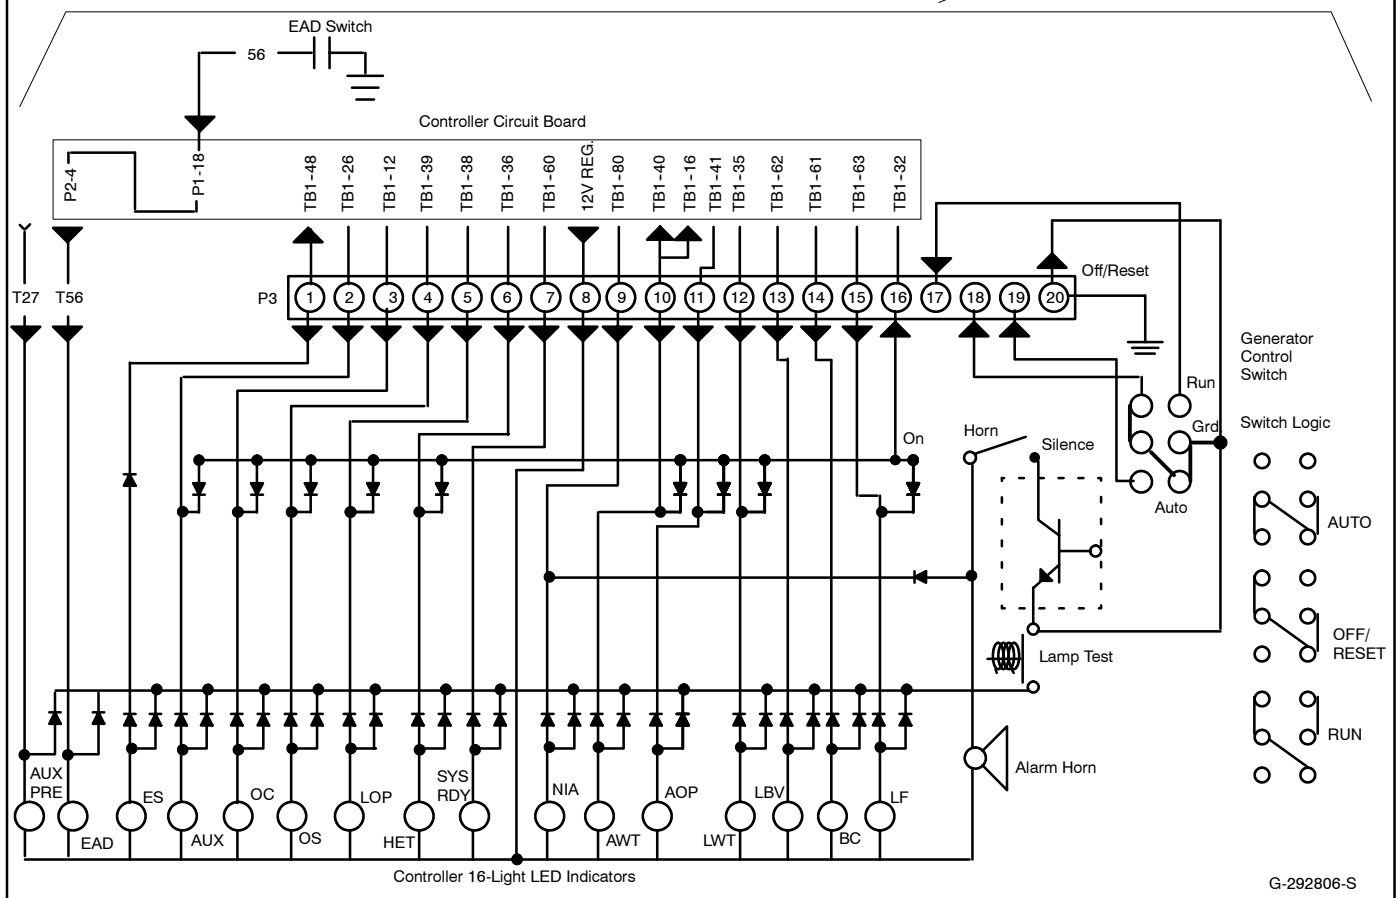 EAD Switch
56
Controller Circuit Board
P2-4
P1-18
TB1-48
TB1-26
TB1-12
TB1-39
TB1-38
TB1-36
TB1-60
12V REG.
TB1-80
TB1-40
TB1-16
TB1-41
TB1-35
TB1-62
TB1-61
TB1-63
TB1-32
T27
T56
P3
1
2
3
4
5
6
7
8
9
10
11
12
13
14
15
16
17
18
19
20
Off/Reset
Generator
Control
Switch
Run
Grd.
Auto
Switch Logic
AUTO
OFF/
RESET
RUN
On
Horn
Silence
Lamp Test
Alarm Horn
AUX
PRE
EAD
ES
AUX
OC
OS
LOP
HET
SYS
RDY
NIA
AWT
AOP
LWT
LBV
BC
LF
Controller 16-Light LED Indicators
G-292806-S